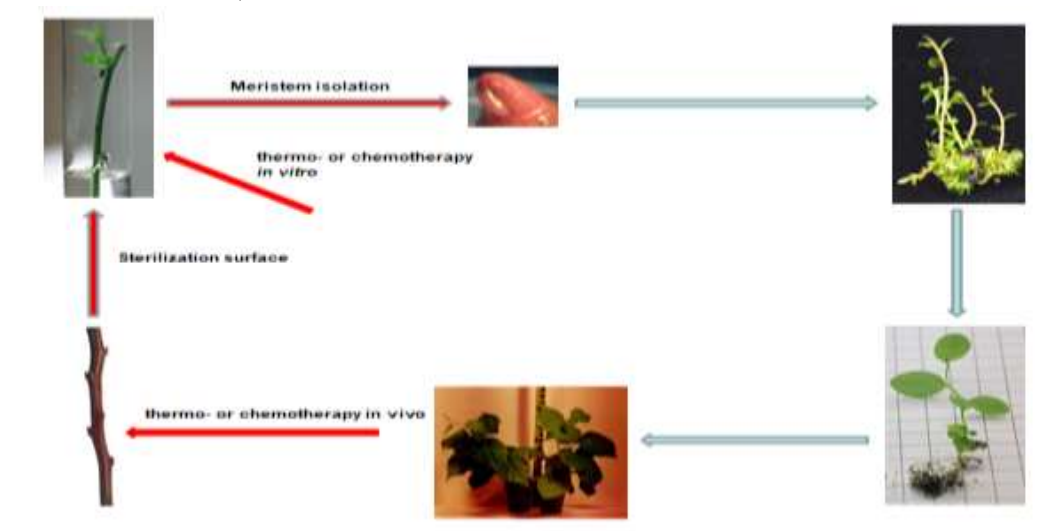 Meristem isolation
thermo- or chemotherapy
in vitro
Sterilization surface
thermo- or chemotherapy in vivo